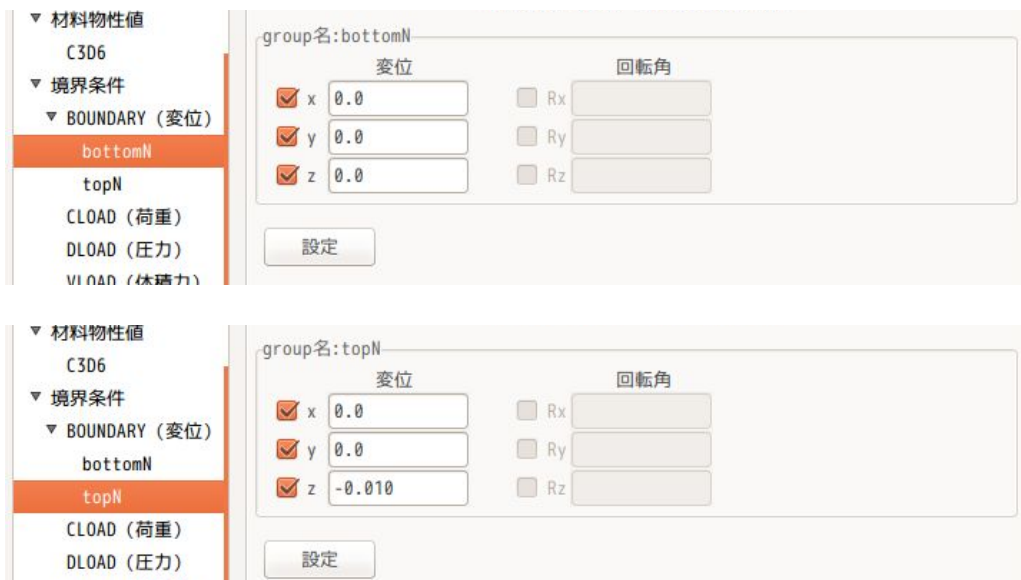 ▼ 材料物性値
C3D6
▼ 境界条件
▼ BOUNDARY (変位)
bottomN
topN
CLOAD (荷重)
DLOAD (圧力)
VLOAD (体積力)
group名:bottomN
変位 回転角
x 0.0 Rx
y 0.0 Ry
z 0.0 Rz
設定
▼ 材料物性値
C3D6
▼ 境界条件
▼ BOUNDARY (変位)
bottomN
topN
CLOAD (荷重)
DLOAD (圧力)
group名:topN
変位 回転角
x 0.0 Rx
y 0.0 Ry
z -0.010 Rz
設定